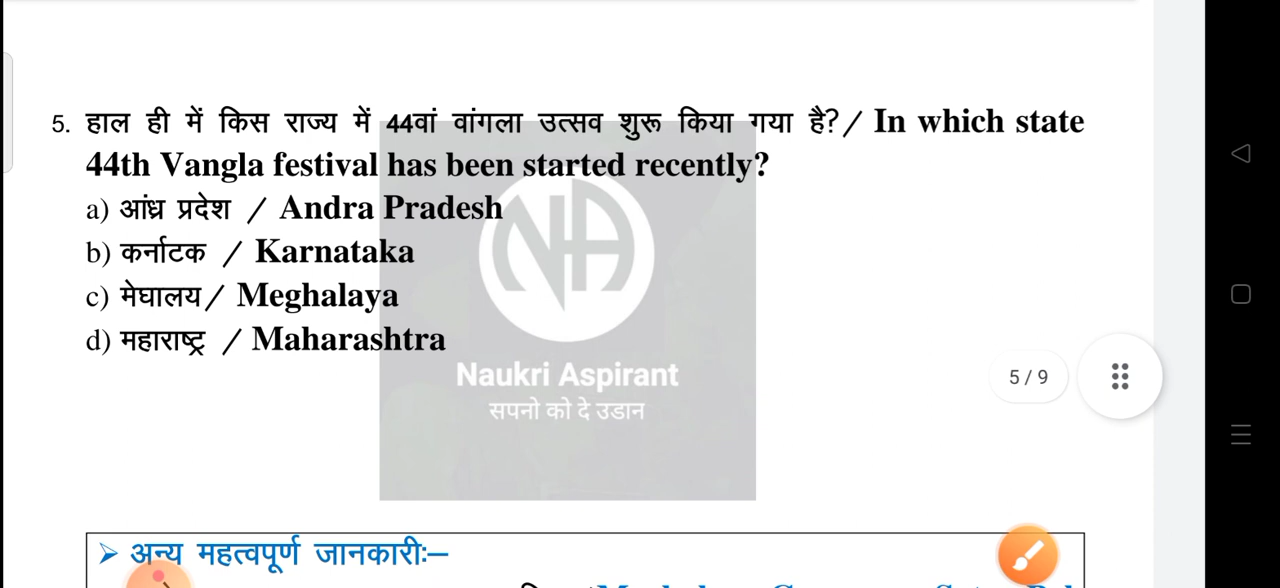 5. हाल ही में किस राज्य में 44वां वांगला उत्सव शुरू किया गया है?/ In which state
44th Vangla festival has been started recently?
a) आंध्र प्रदेश / Andra Pradesh
b) कर्नाटक / Karnataka
c) मेघालय/ Meghalaya
d) महाराष्ट्र / Maharashtra
NA
Naukri Aspirant
सपनो को दे उडान
5 / 9
➢ अन्य महत्वपूर्ण जानकारी:–